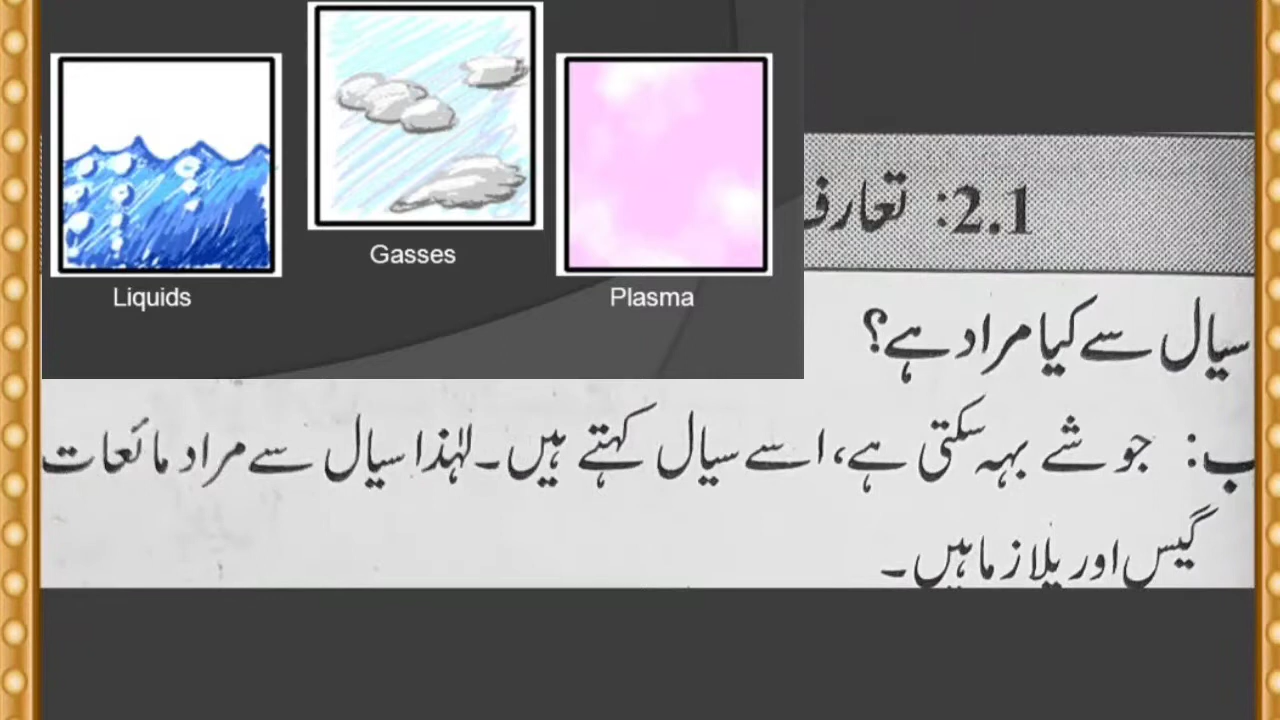 Gasses
Liquids
Plasma
2.1: تعارف
سیال سے کیا مراد ہے؟
ب: جو شے بہہ سکتی ہے، اسے سیال کہتے ہیں۔ لہٰذا سیال سے مراد مائعات
گیس اور پلازما ہیں۔